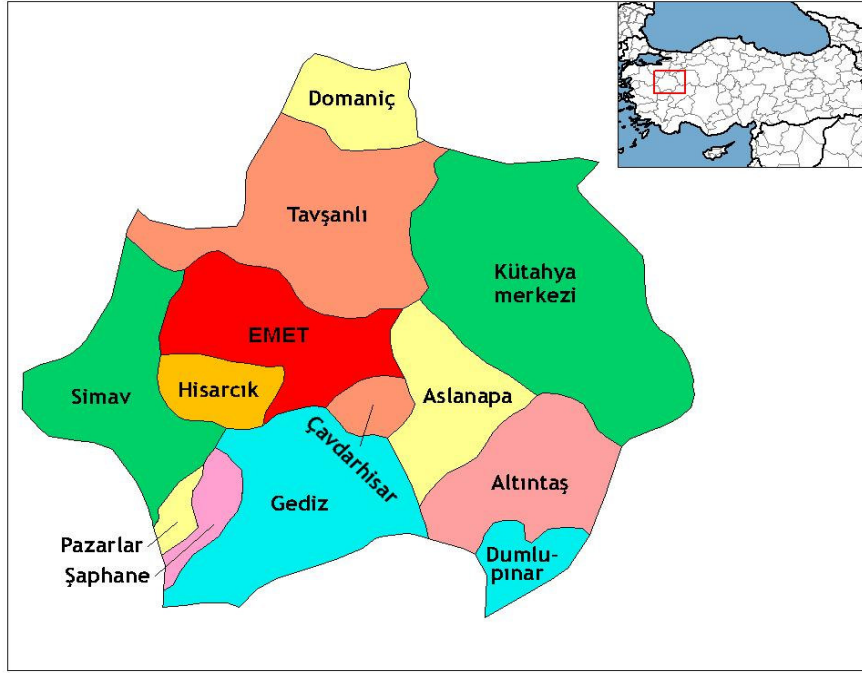 Domaniç
Tavşanlı
Kütahya
merkezi
EMET
Simav
Hisarcık
Aslanapa
Çavdarhisar
Gediz
Altıntaş
Pazarlar
Şaphane
Dumlu-
pınar